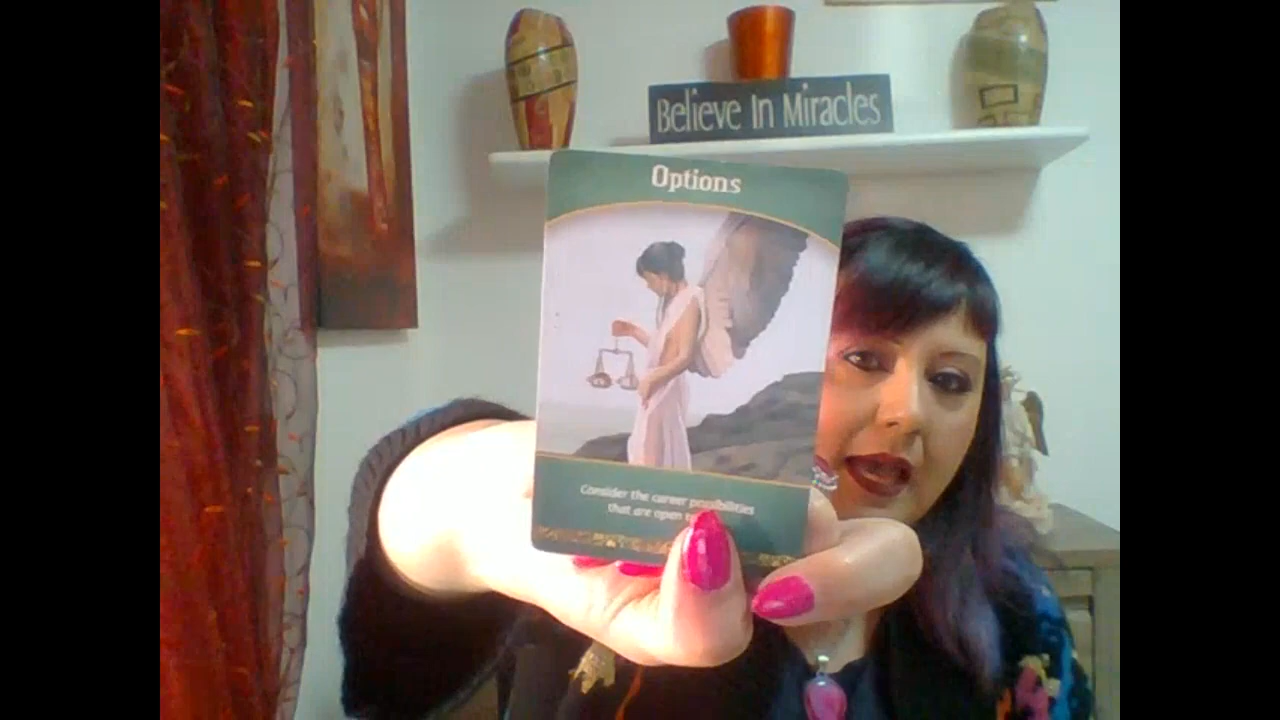 Believe In Miracles
Options
Consider the career possibilities
that are open